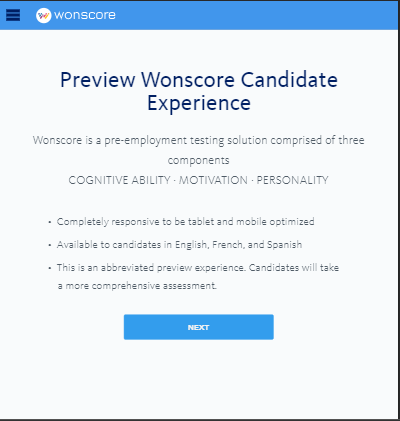 wonscore
Preview Wonscore Candidate
Experience
Wonscore is a pre-employment testing solution comprised of three
components
COGNITIVE ABILITY · MOTIVATION · PERSONALITY
• Completely responsive to be tablet and mobile optimized
• Available to candidates in English, French, and Spanish
• This is an abbreviated preview experience. Candidates will take
a more comprehensive assessment.
NEXT